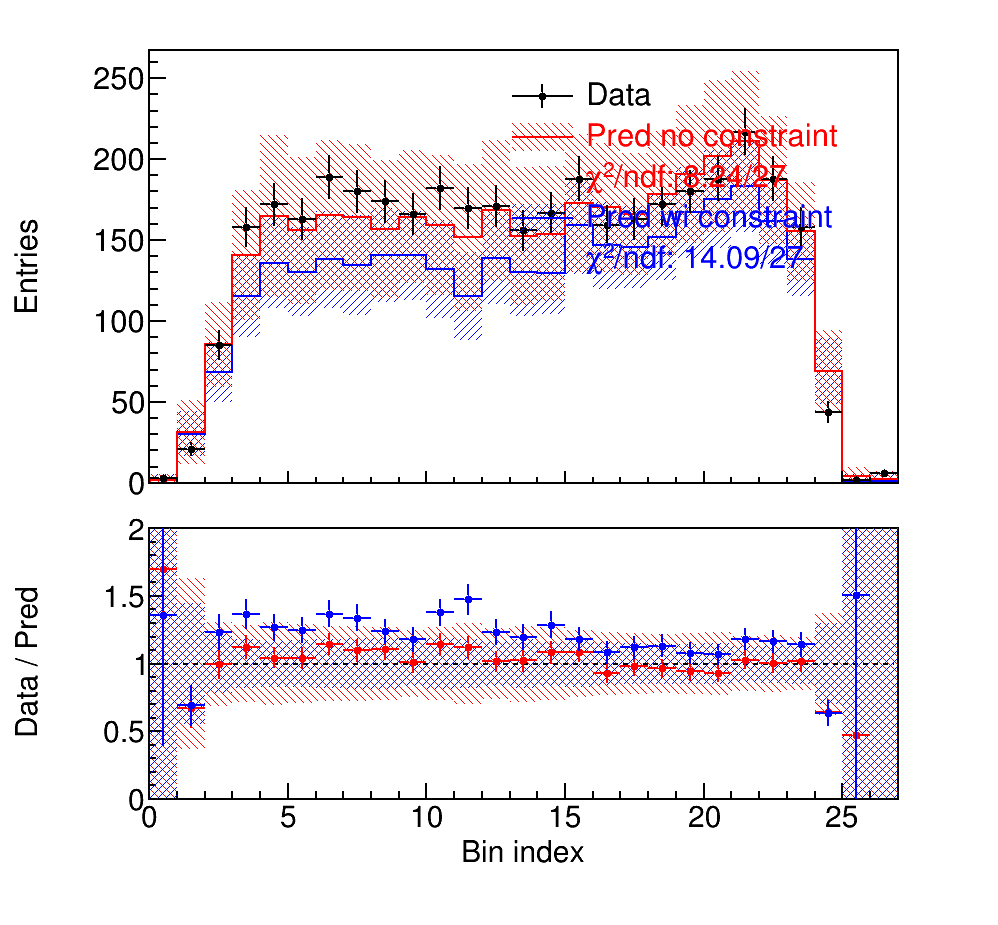 250
200
150
100
50
0
Entries
Data
Pred no constraint
χ²/ndf: 8.24/27
Pred wi constraint
χ²/ndf: 14.09/27
2
1.5
1
0.5
0
Data / Pred
0 5 10 15 20 25
Bin index